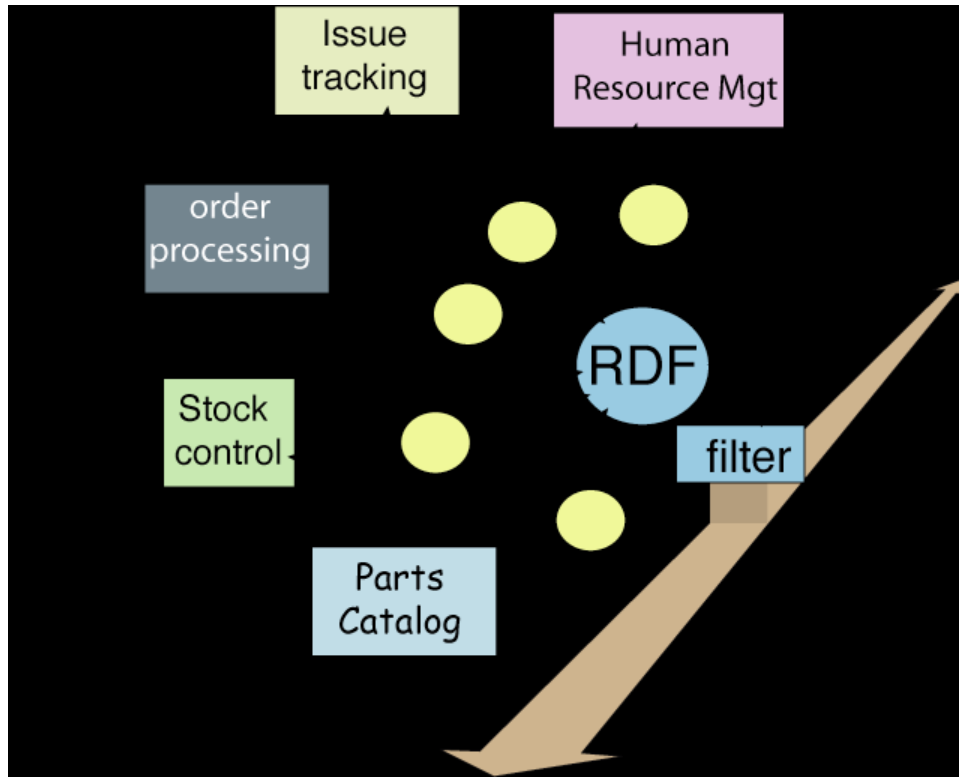 Issue
tracking
Human
Resource Mgt
order
processing
RDF
Stock
control
filter
Parts
Catalog